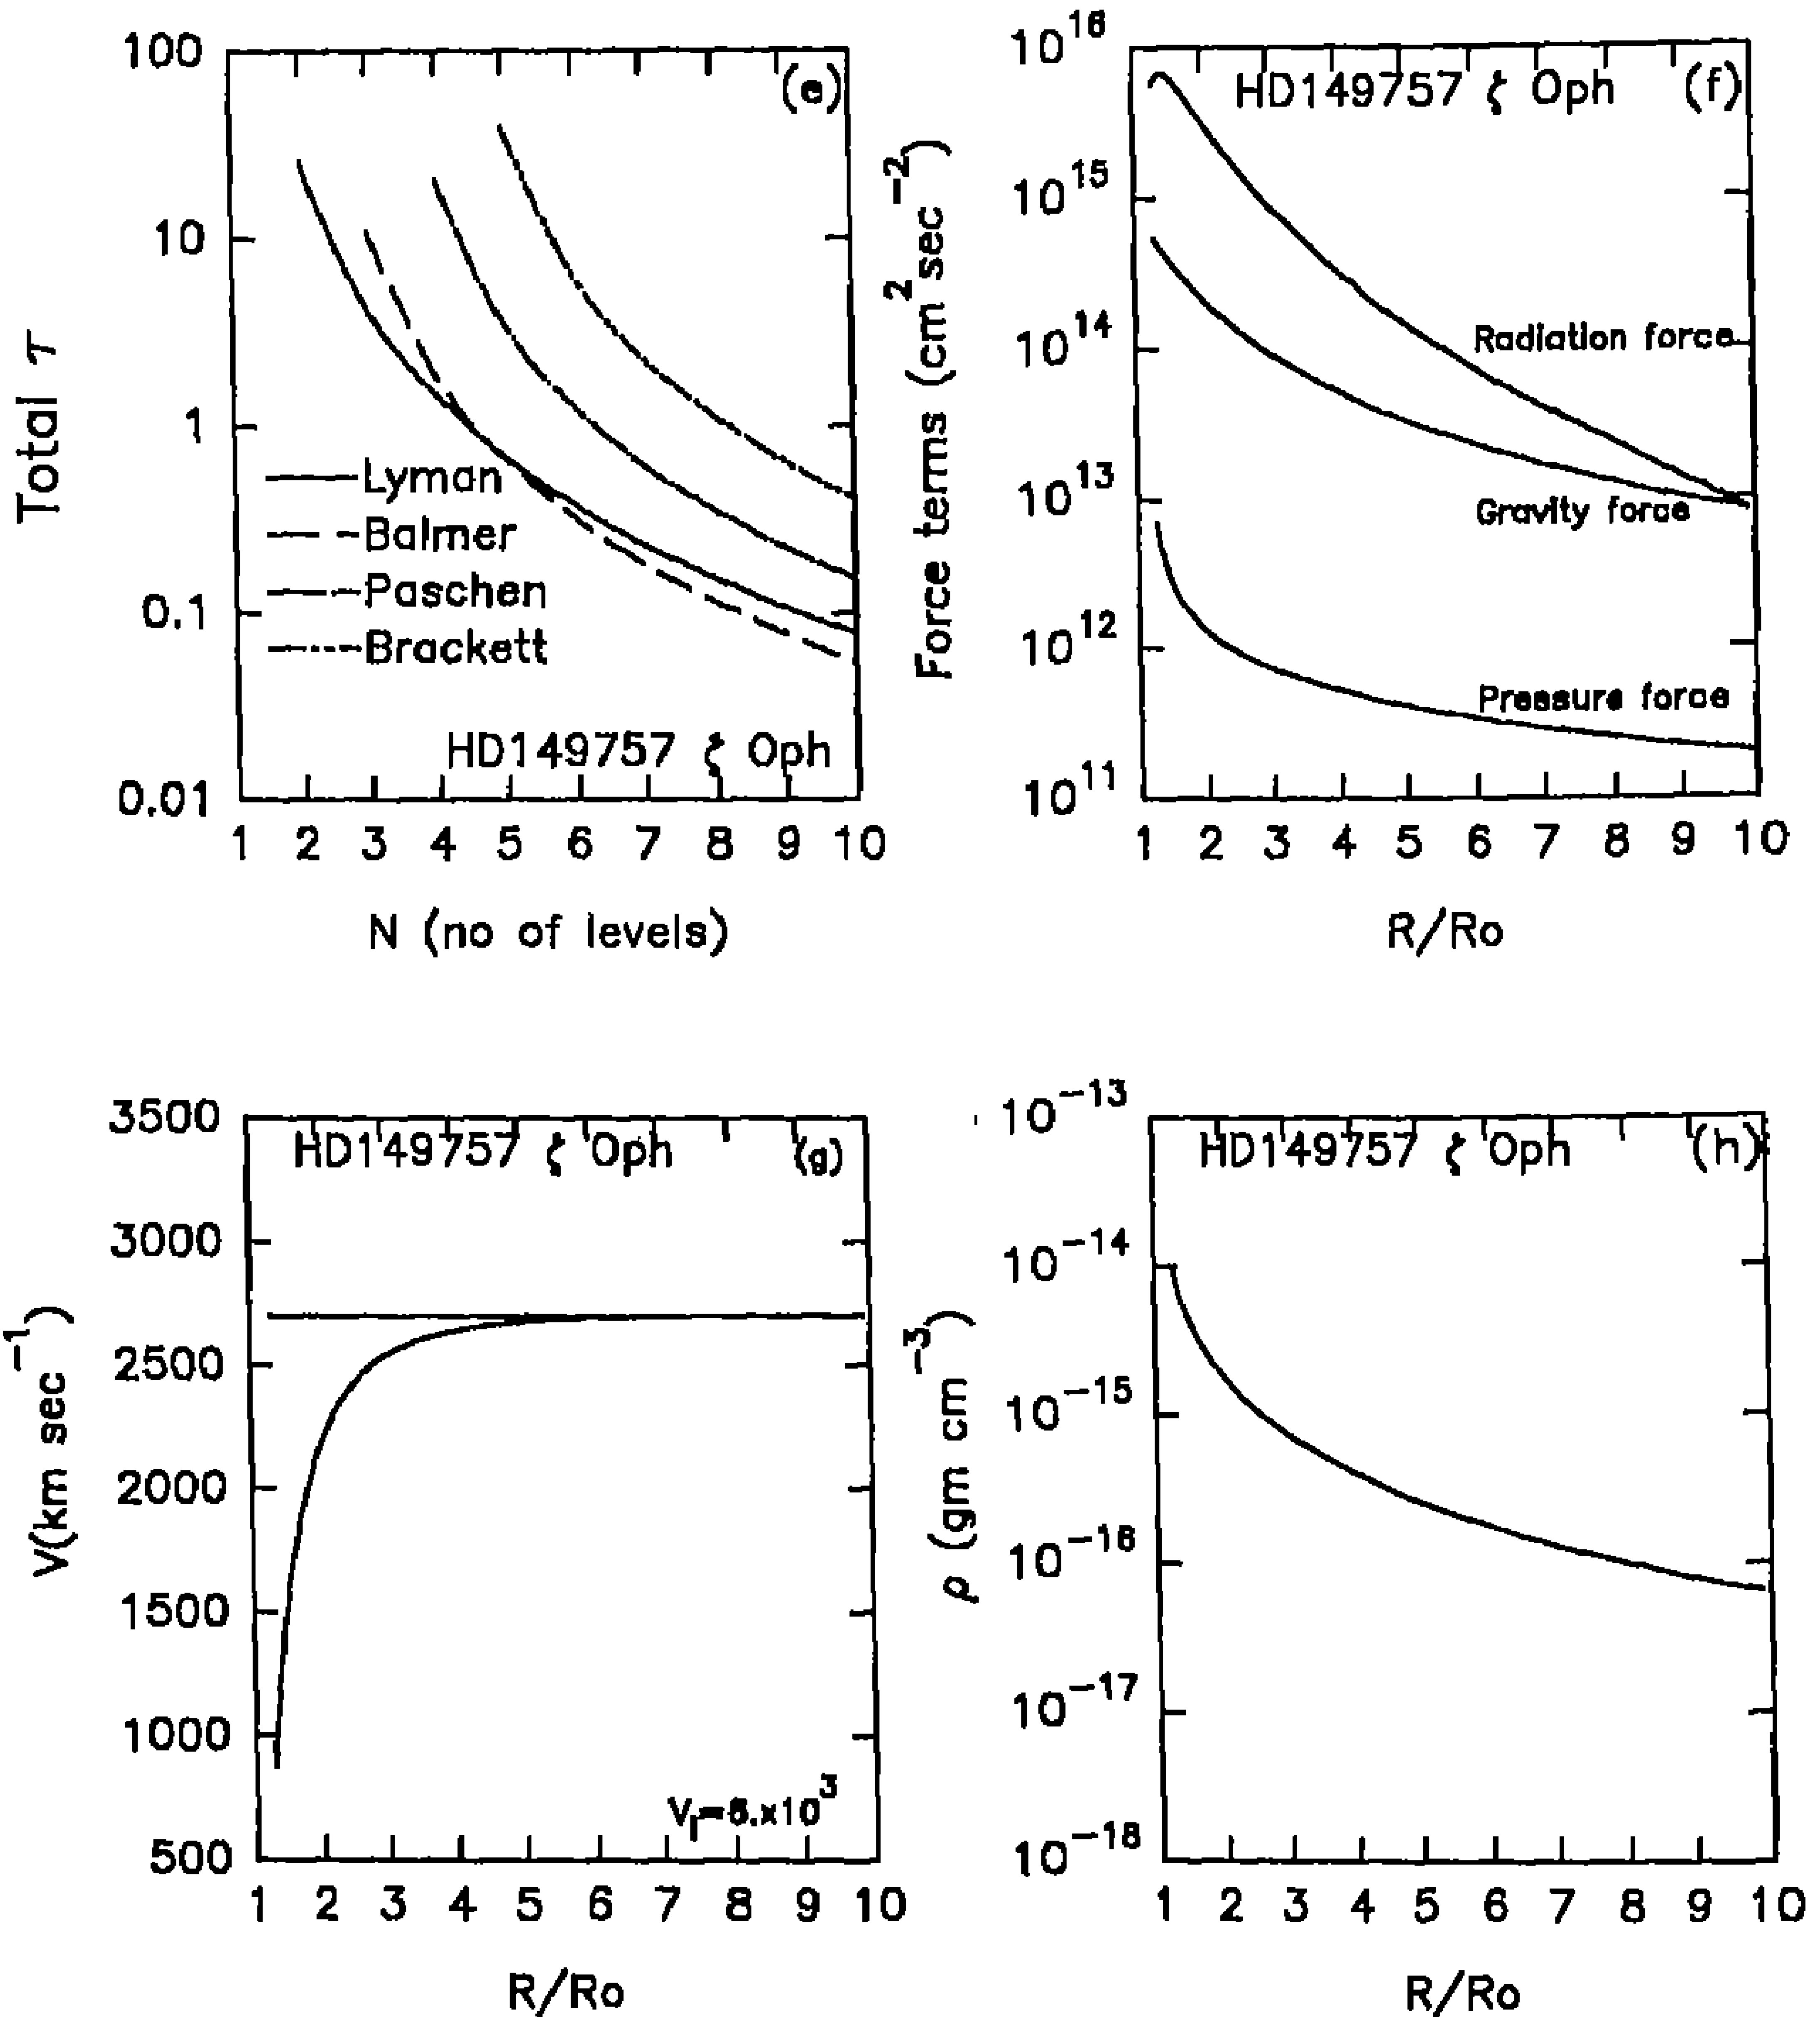 100
10
1
0.1
0.01
Total τ
(e)
Lyman
Balmer
Paschen
Brackett
HD149757 ζ Oph
1 2 3 4 5 6 7 8 9 10
N (no of levels)
10^16
10^15
10^14
10^13
10^12
10^11
Force terms (cm^2 sec^-2)
HD149757 ζ Oph (f)
Radiation force
Gravity force
Pressure force
1 2 3 4 5 6 7 8 9 10
R/Ro
3500
3000
2500
2000
1500
1000
500
V(km sec^-1)
HD149757 ζ Oph (g)
1 2 3 4 5 6 7 8 9 10
R/Ro
10^-13
10^-14
10^-15
10^-16
10^-17
10^-18
ρ (gm cm^-3)
HD149757 ζ Oph (h)
1 2 3 4 5 6 7 8 9 10
R/Ro